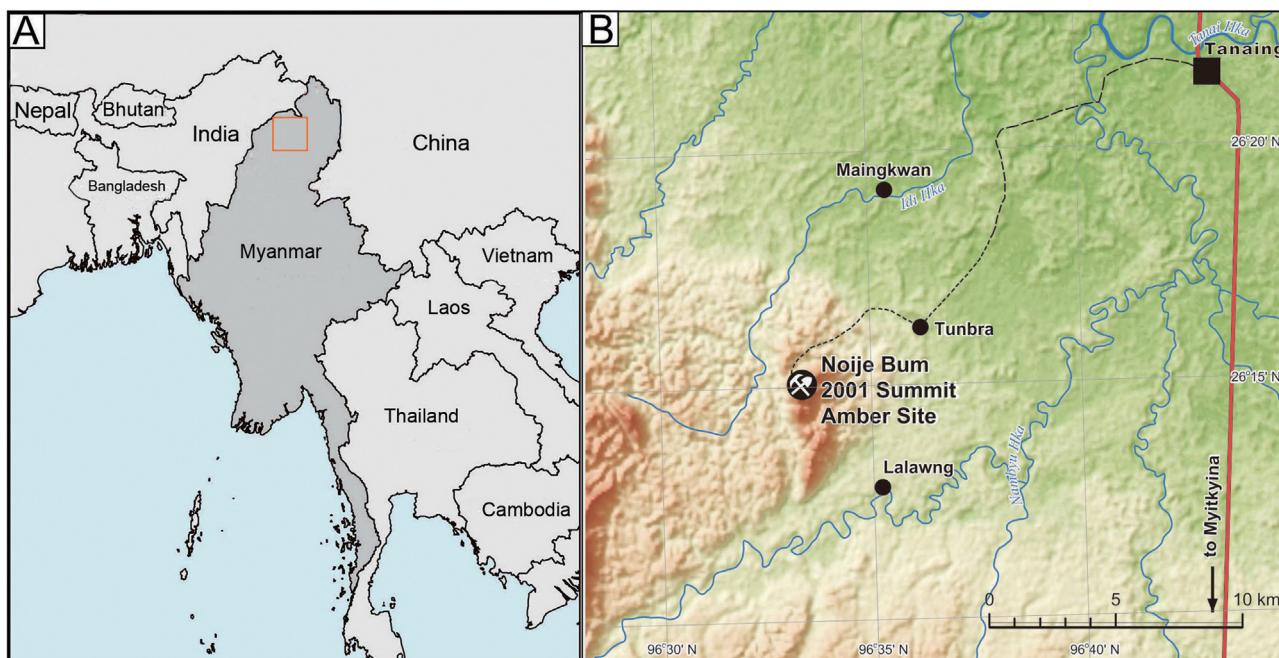 A
Nepal
Bhutan
India
China
Bangladesh
Myanmar
Vietnam
Laos
Thailand
Cambodia
B
Tanai Hka
Tanaing
26°20' N
Maingkwan
Idi Hka
Tunbra
Noije Bum
2001 Summit
Amber Site
26°15' N
Lalawng
Nambyu Hka
to Myitkyina
0 5 10 km
96°30' N 96°35' N 96°40' N